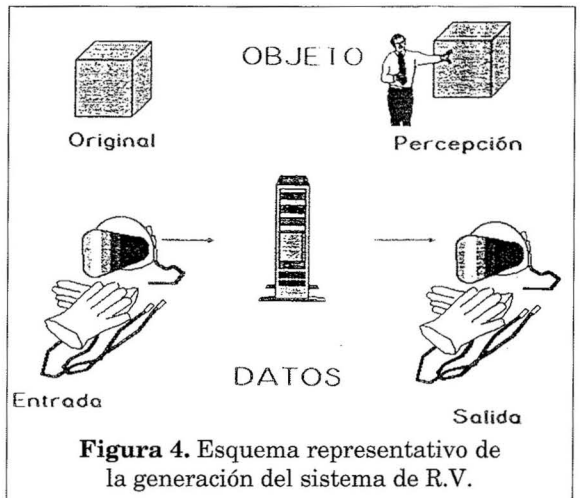 OBJETO
Original
Percepción
DATOS
Entrada
Salida
Figura 4. Esquema representativo de
la generación del sistema de R.V.